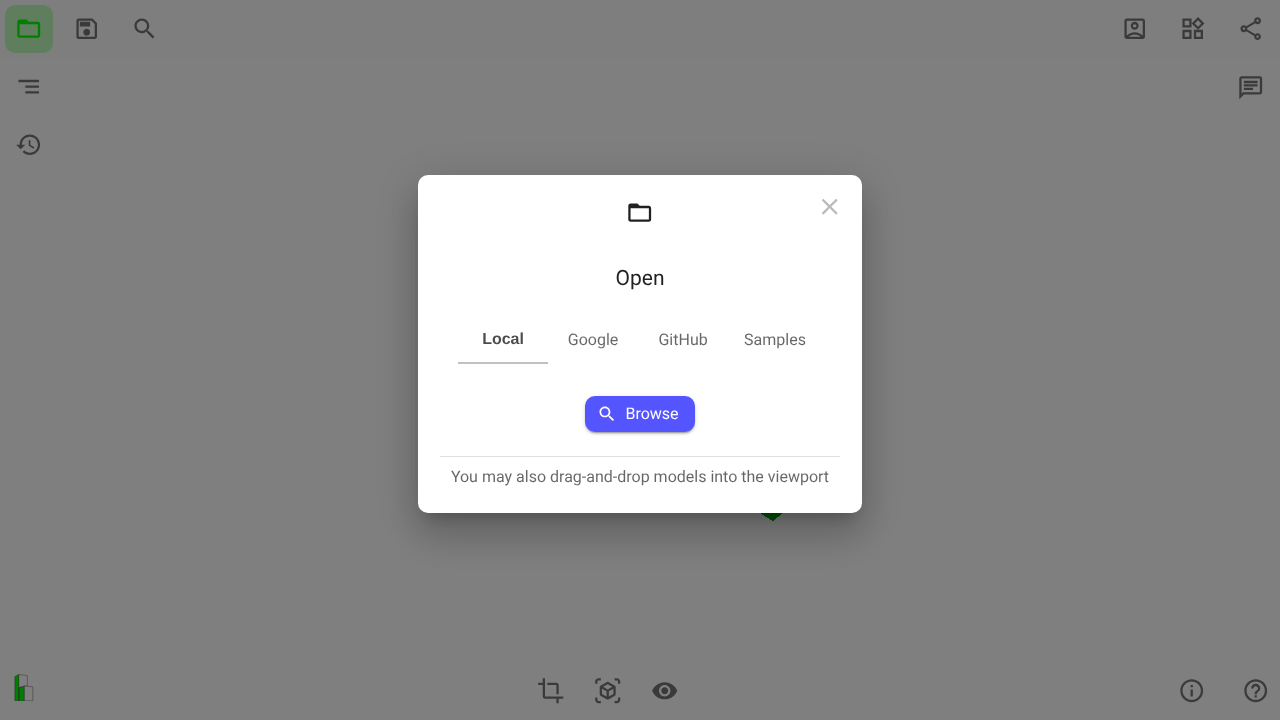 Open
Local Google GitHub Samples
Browse
You may also drag-and-drop models into the viewport